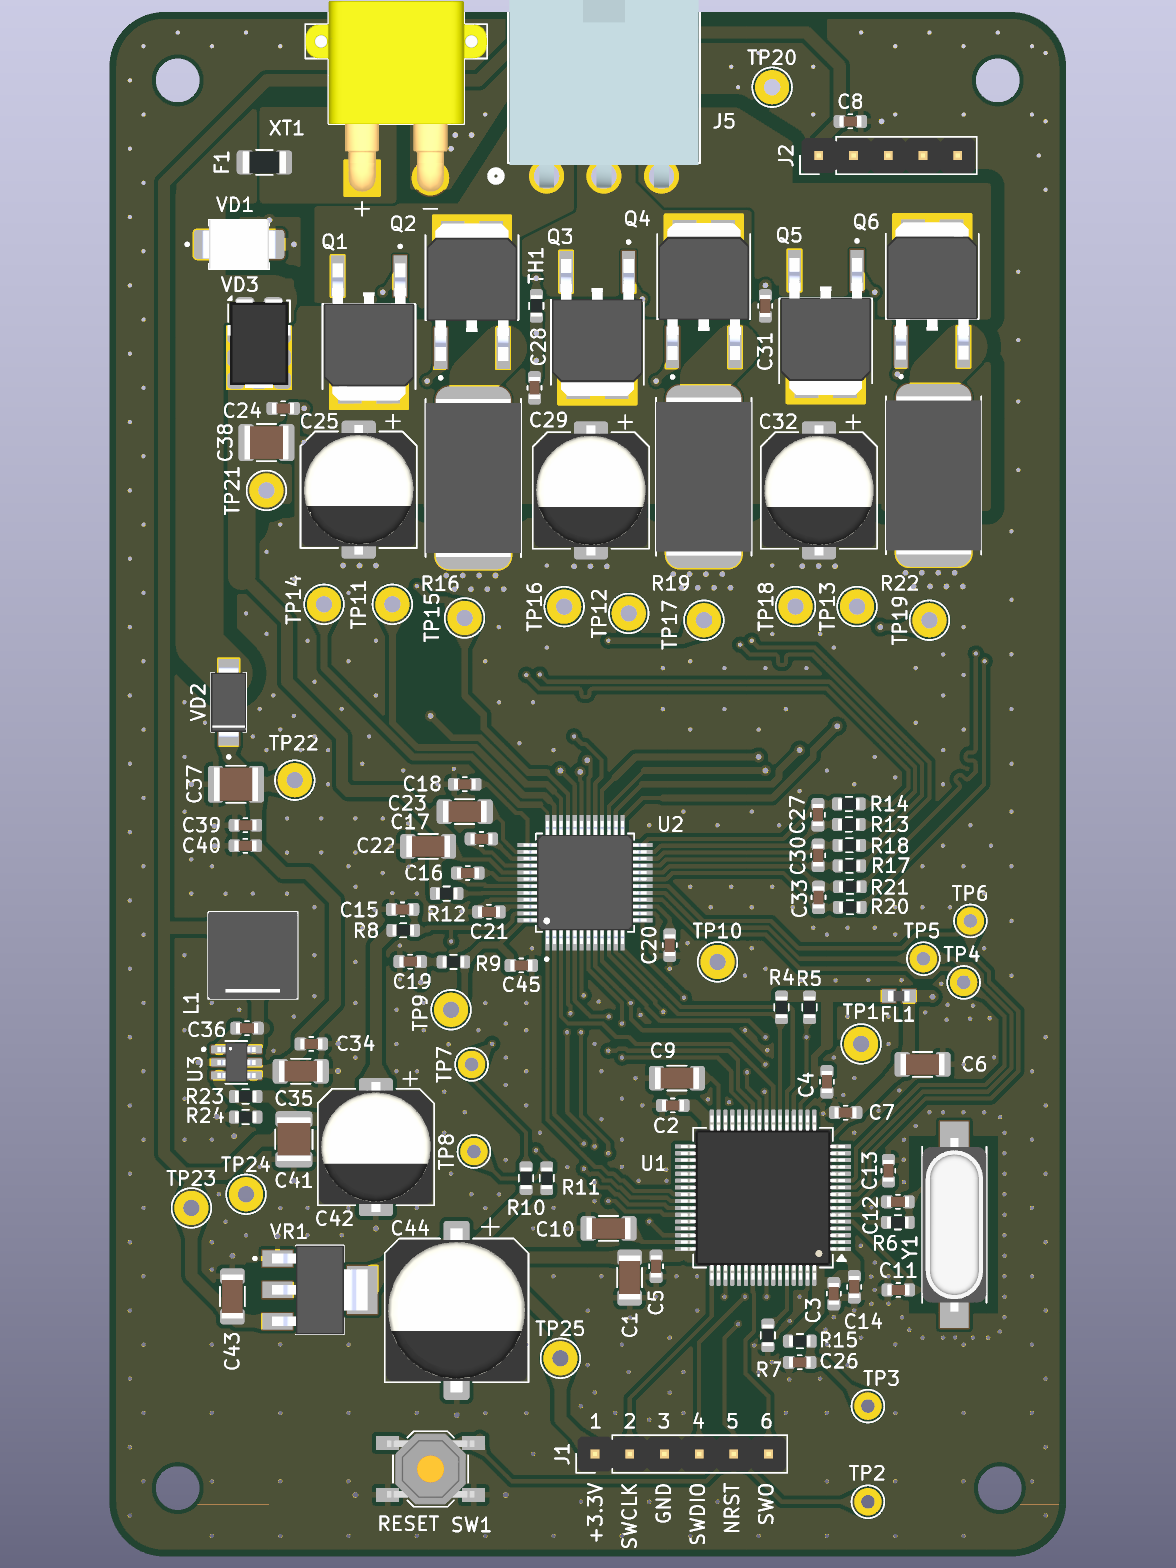 TP20
C8
XT1
J5
J2
F1
+
−
VD1
Q2
Q4
Q6
Q1
Q3
Q5
TH1
VD3
C28
C31
C24
C25
+
C29
+
C32
+
C38
TP21
R16
R19
R22
TP14
TP11
TP15
TP16
TP12
TP17
TP18
TP13
TP19
VD2
TP22
C18
C37
C23
C27
R14
C17
U2
R13
C39
C22
C30
R18
C40
R17
C16
R21
TP6
R12
C33
R20
C15
R8
C21
C20
TP10
TP5
R9
TP4
C19
C45
R4
R5
L1
TP9
TP1
FL1
C36
C34
U3
TP7
C9
C6
+
C4
R23
C35
C7
R24
C2
TP8
U1
C13
TP24
TP23
C41
R11
R10
C12
C42
C44
+
C10
R6
VR1
Y1
C11
C5
C3
C14
C43
C1
TP25
R15
R7
C26
TP3
1 2 3 4 5 6
J1
TP2
+3.3V
SWCLK
GND
SWDIO
NRST
SWO
RESET SW1